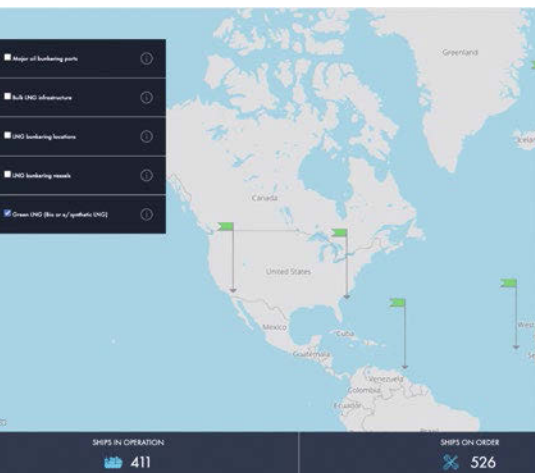 Greenland
Major oil bunkering ports
Bulk LNG infrastructure
LNG bunkering locations
LNG bunkering vessels
Green LNG (Bio or e/synthetic LNG)
Canada
United States
Mexico
Cuba
Guatemala
Venezuela
Colombia
Ecuador
Brazil
SHIPS IN OPERATION
411
SHIPS ON ORDER
526